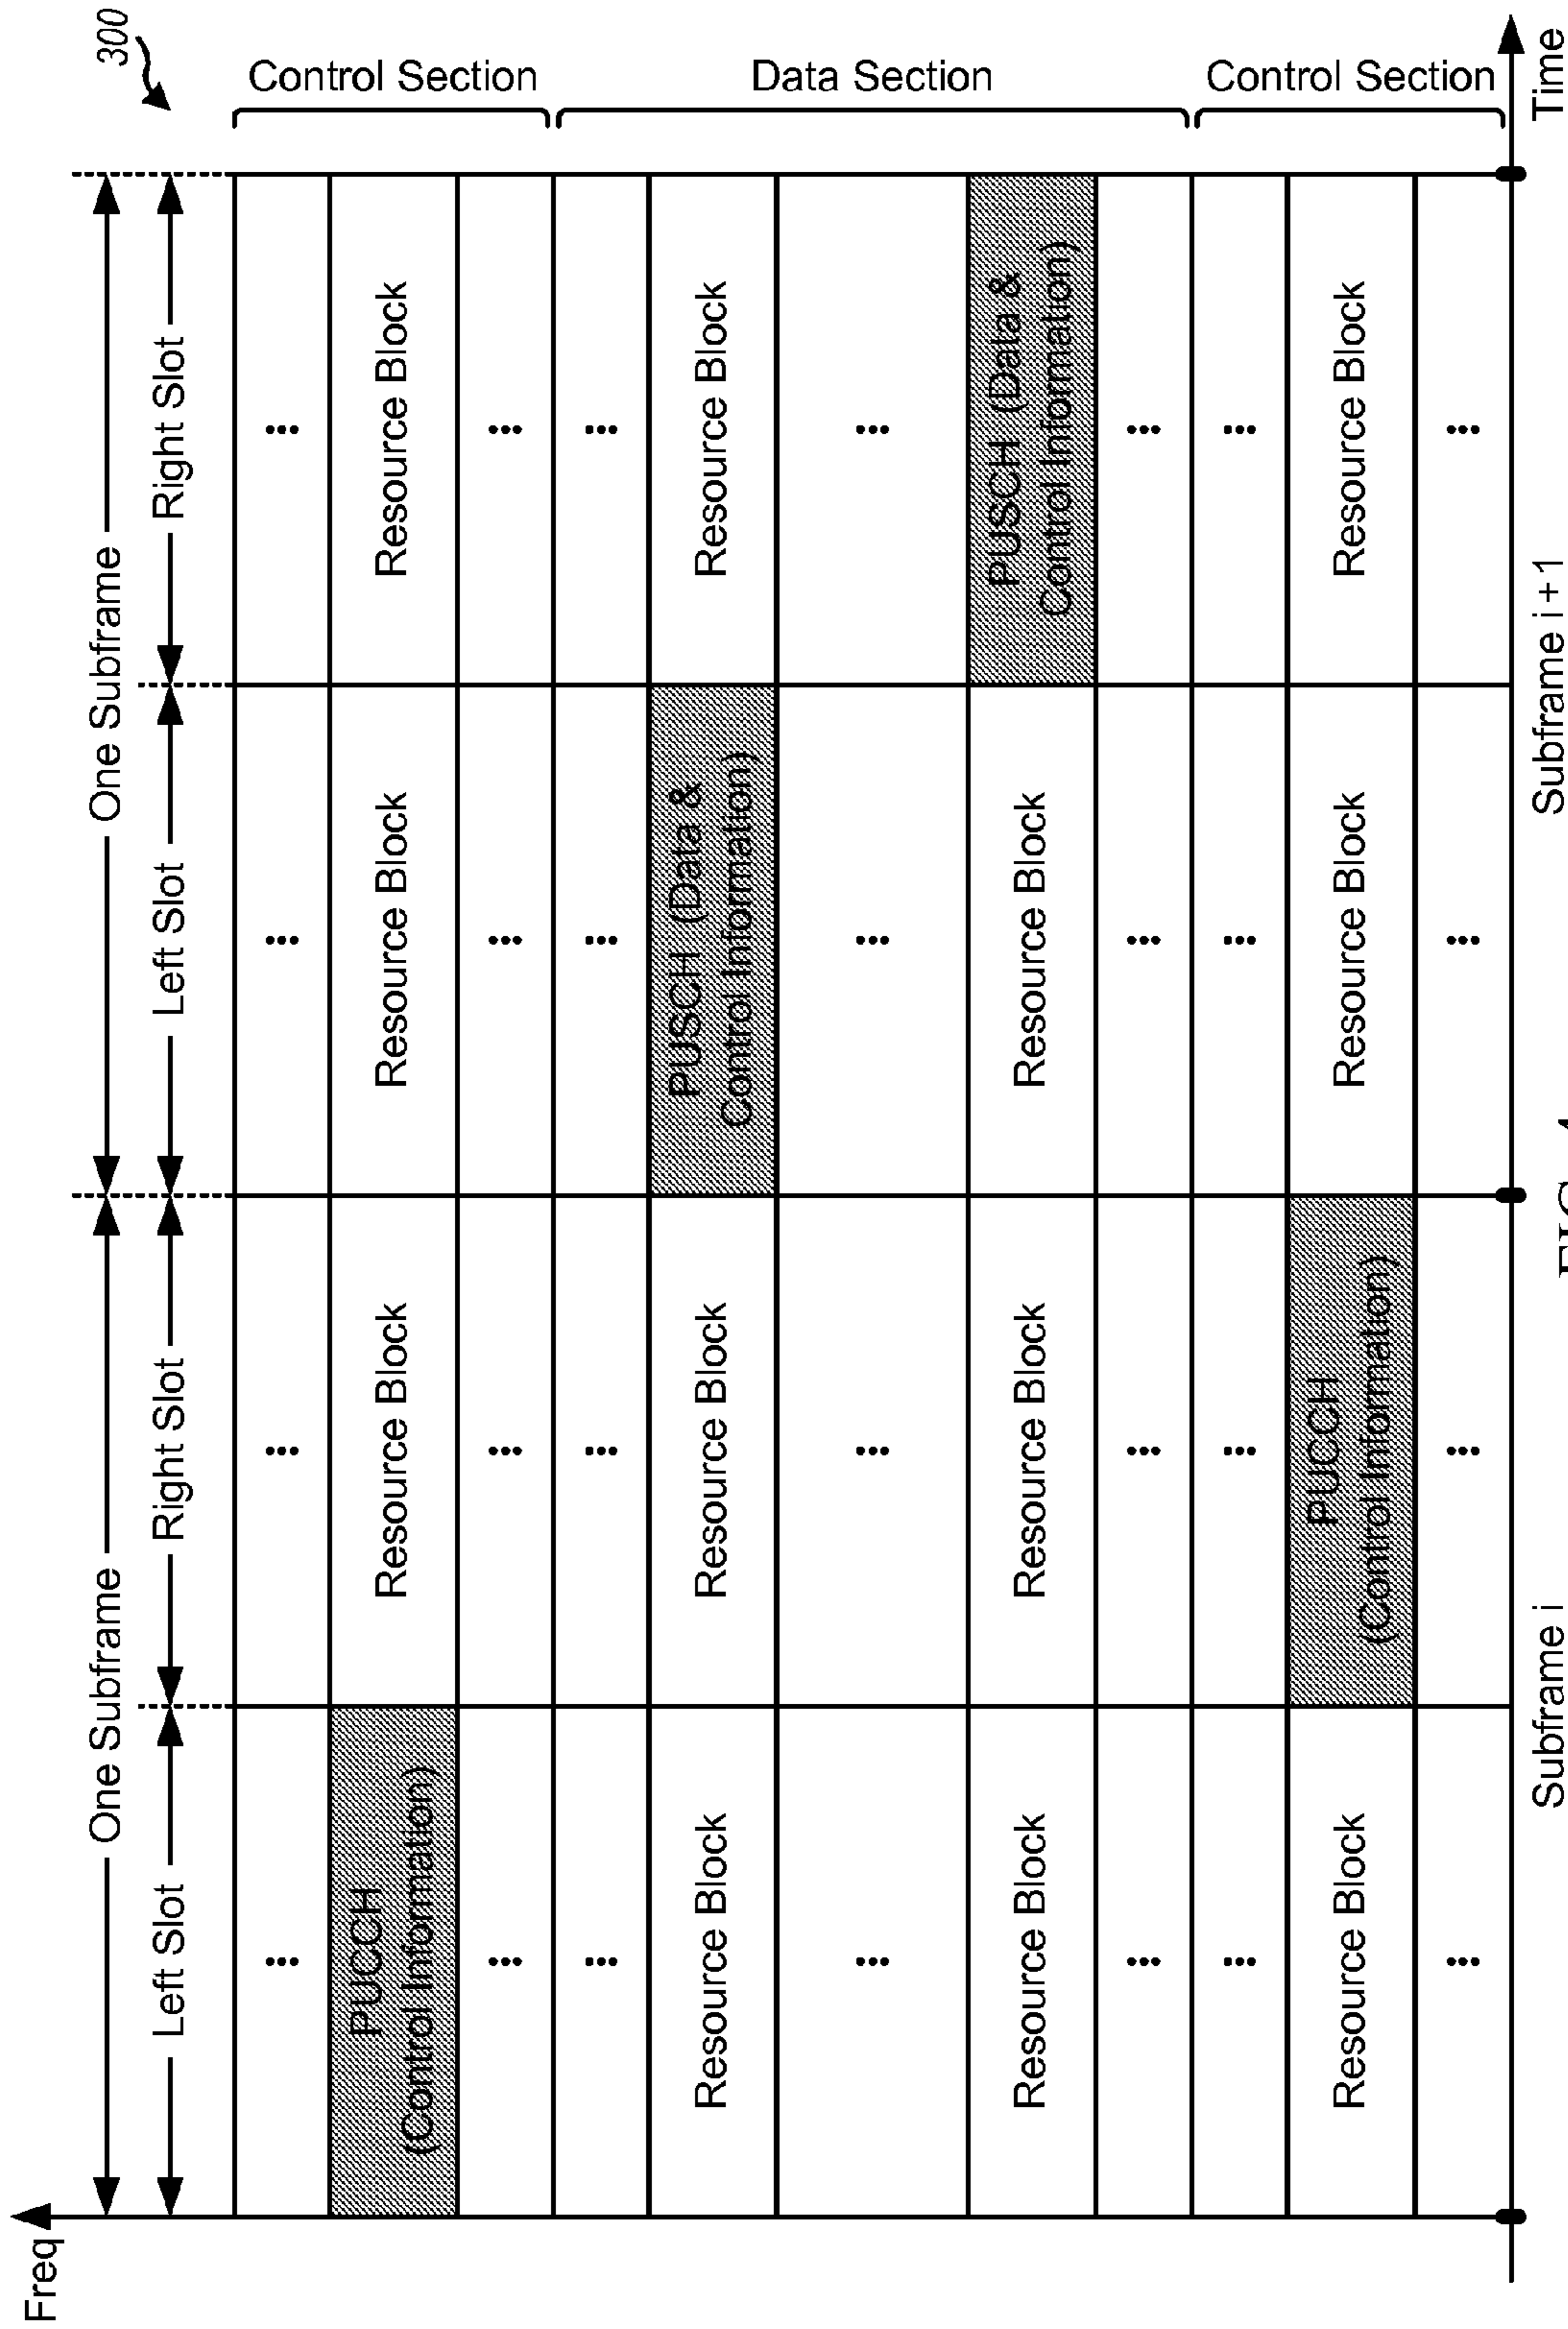 Freq
One Subframe
One Subframe
300
Left Slot
Right Slot
Left Slot
Right Slot
PUCCH
(Control Information)
Resource Block
Resource Block
Resource Block
Control Section
Resource Block
Resource Block
PUSCH (Data &
Control Information)
Resource Block
Data Section
Resource Block
Resource Block
Resource Block
PUSCH (Data &
Control Information)
Resource Block
PUCCH
(Control Information)
Resource Block
Resource Block
Control Section
Subframe i
Subframe i + 1
Time